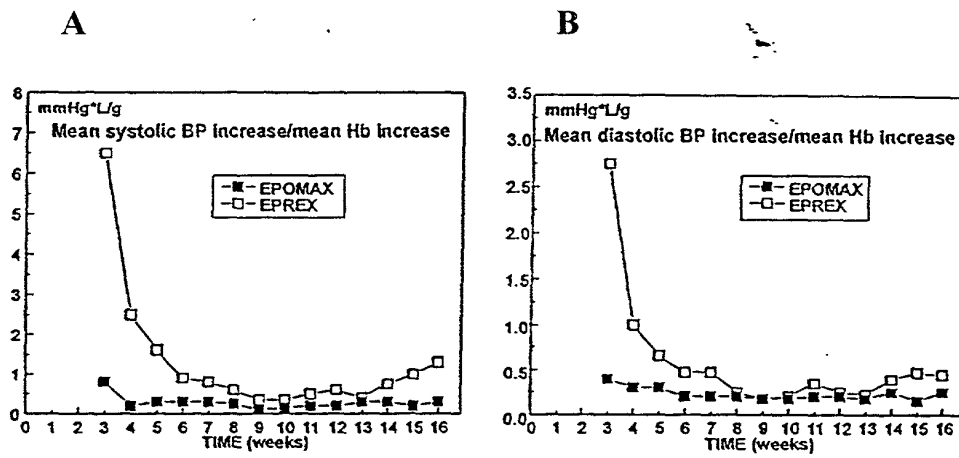 A
mmHg*L/g
Mean systolic BP increase/mean Hb increase
EPOMAX
EPREX
8
7
6
5
4
3
2
1
0
0 1 2 3 4 5 6 7 8 9 10 11 12 13 14 15 16
TIME (weeks)
B
mmHg*L/g
Mean diastolic BP increase/mean Hb increase
EPOMAX
EPREX
3.5
3.0
2.5
2.0
1.5
1.0
0.5
0.0
0 1 2 3 4 5 6 7 8 9 10 11 12 13 14 15 16
TIME (weeks)